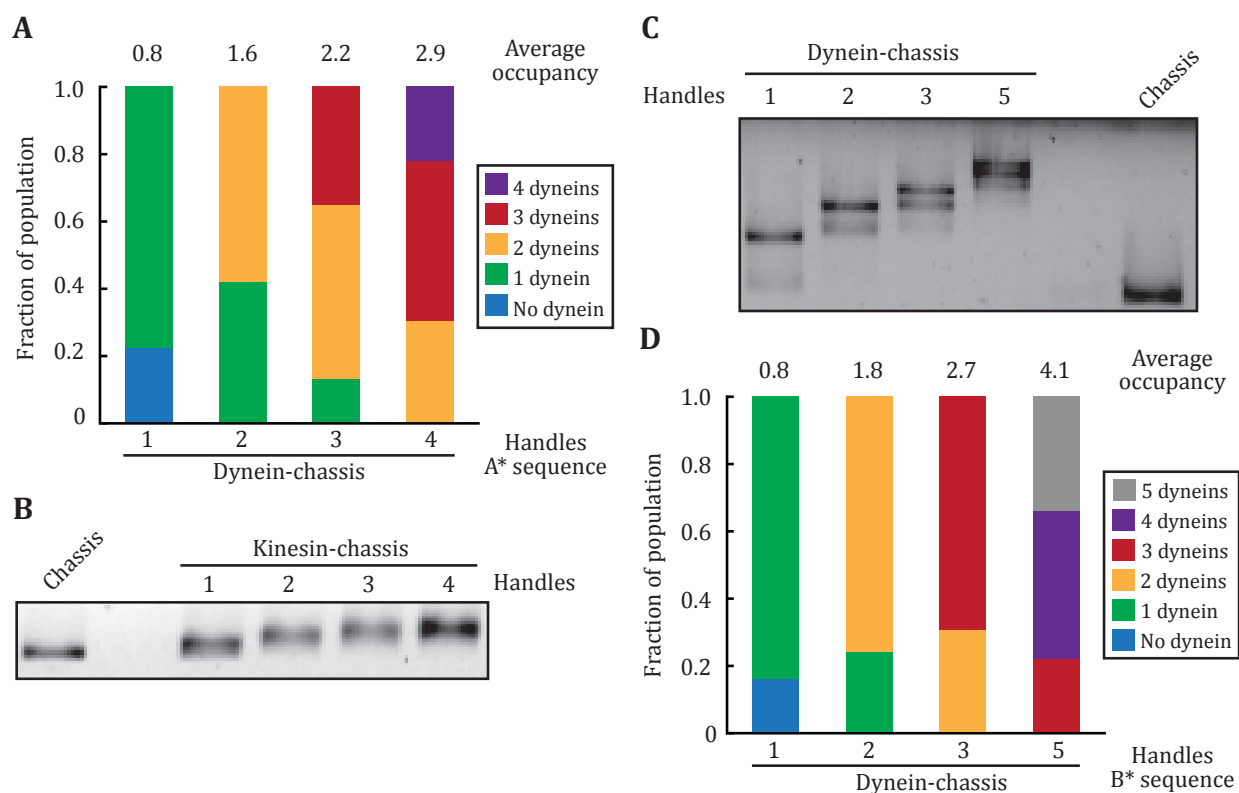 A
0.8 1.6 2.2 2.9 Average
occupancy
1.0
0.8
0.6
0.4
0.2
0
Fraction of population
4 dyneins
3 dyneins
2 dyneins
1 dynein
No dynein
1 2 3 4 Handles
Dynein-chassis A* sequence
B
Chassis
Kinesin-chassis
1 2 3 4 Handles
C
Dynein-chassis
Handles 1 2 3 5
Chassis
D
0.8 1.8 2.7 4.1 Average
occupancy
1.0
0.8
0.6
0.4
0.2
0
Fraction of population
5 dyneins
4 dyneins
3 dyneins
2 dyneins
1 dynein
No dynein
1 2 3 5 Handles
Dynein-chassis B* sequence